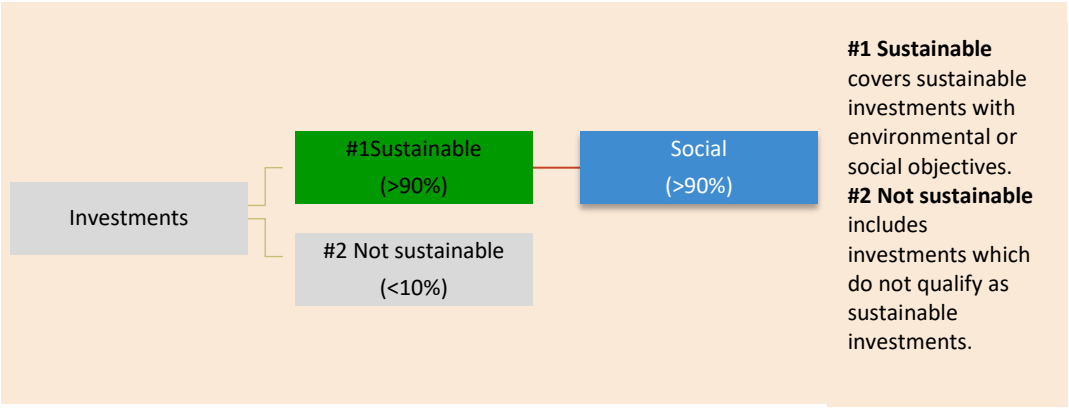 Investments
#1Sustainable
(>90%)
Social
(>90%)
#2 Not sustainable
(<10%)
#1 Sustainable
covers sustainable
investments with
environmental or
social objectives.
#2 Not sustainable
includes
investments which
do not qualify as
sustainable
investments.